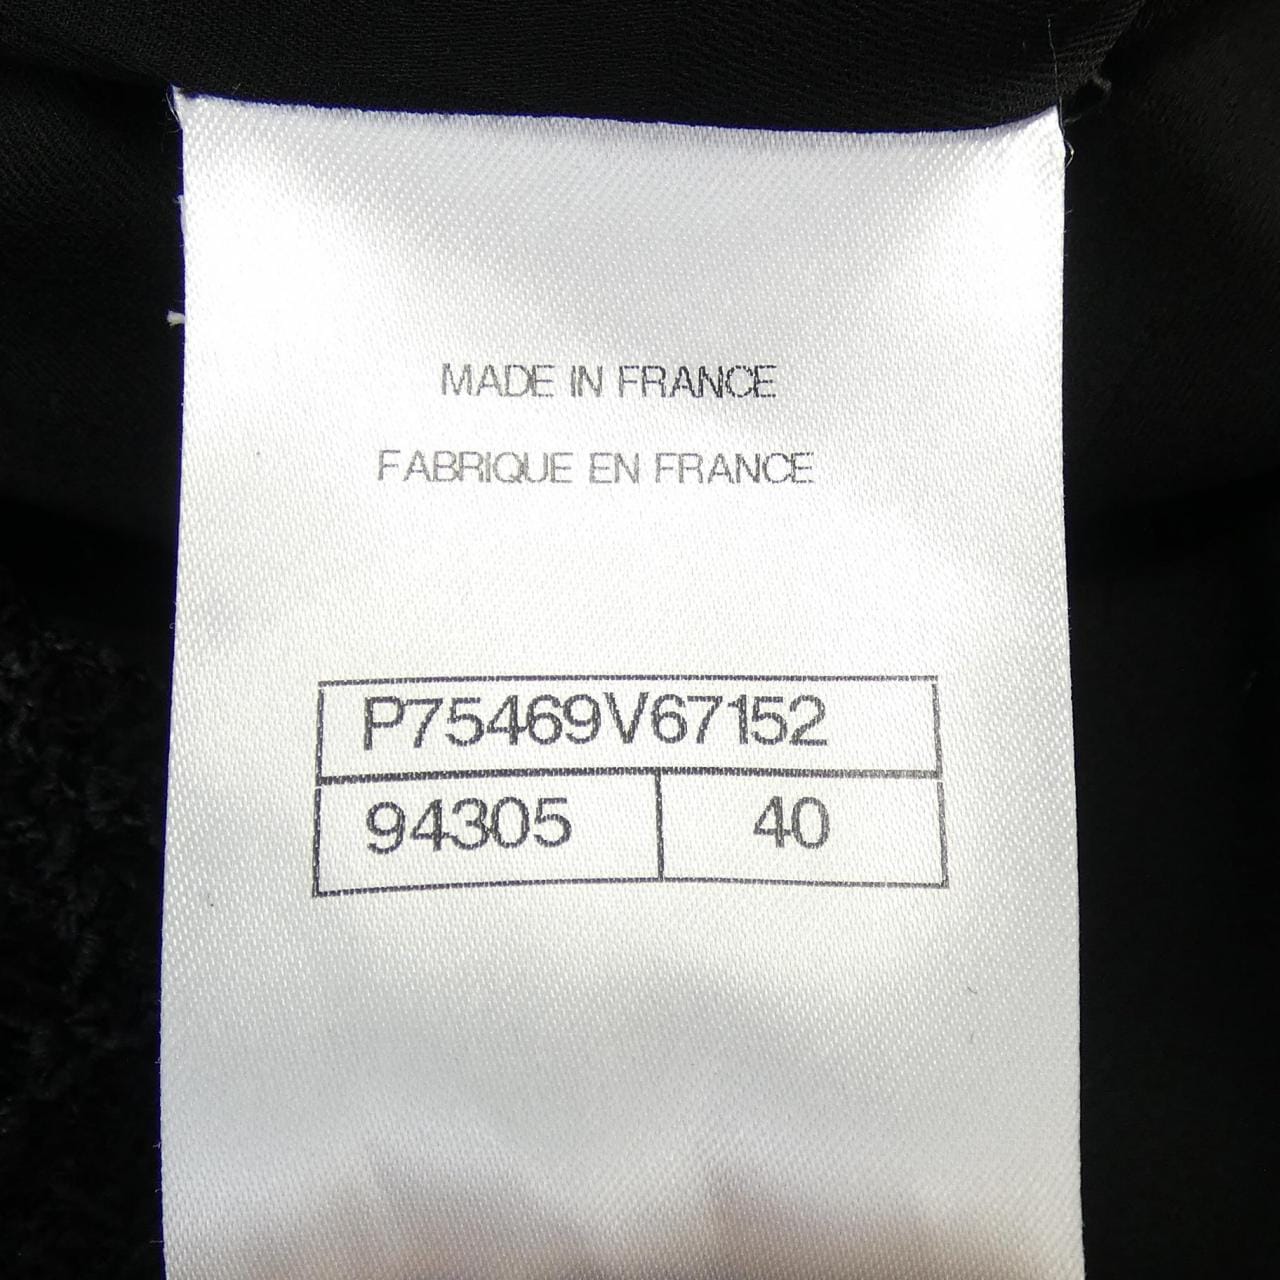 MADE IN FRANCE
FABRIQUE EN FRANCE
P75469V67152
94305 40